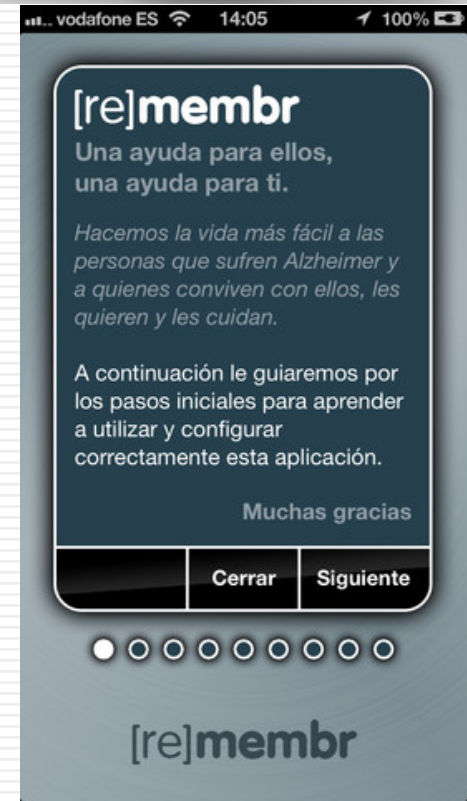 vodafone ES 14:05 100%
[re]membr
Una ayuda para ellos,
una ayuda para ti.
Hacemos la vida más fácil a las
personas que sufren Alzheimer y
a quienes conviven con ellos, les
quieren y les cuidan.
A continuación le guiaremos por
los pasos iniciales para aprender
a utilizar y configurar
correctamente esta aplicación.
Muchas gracias
Cerrar Siguiente
[re]membr